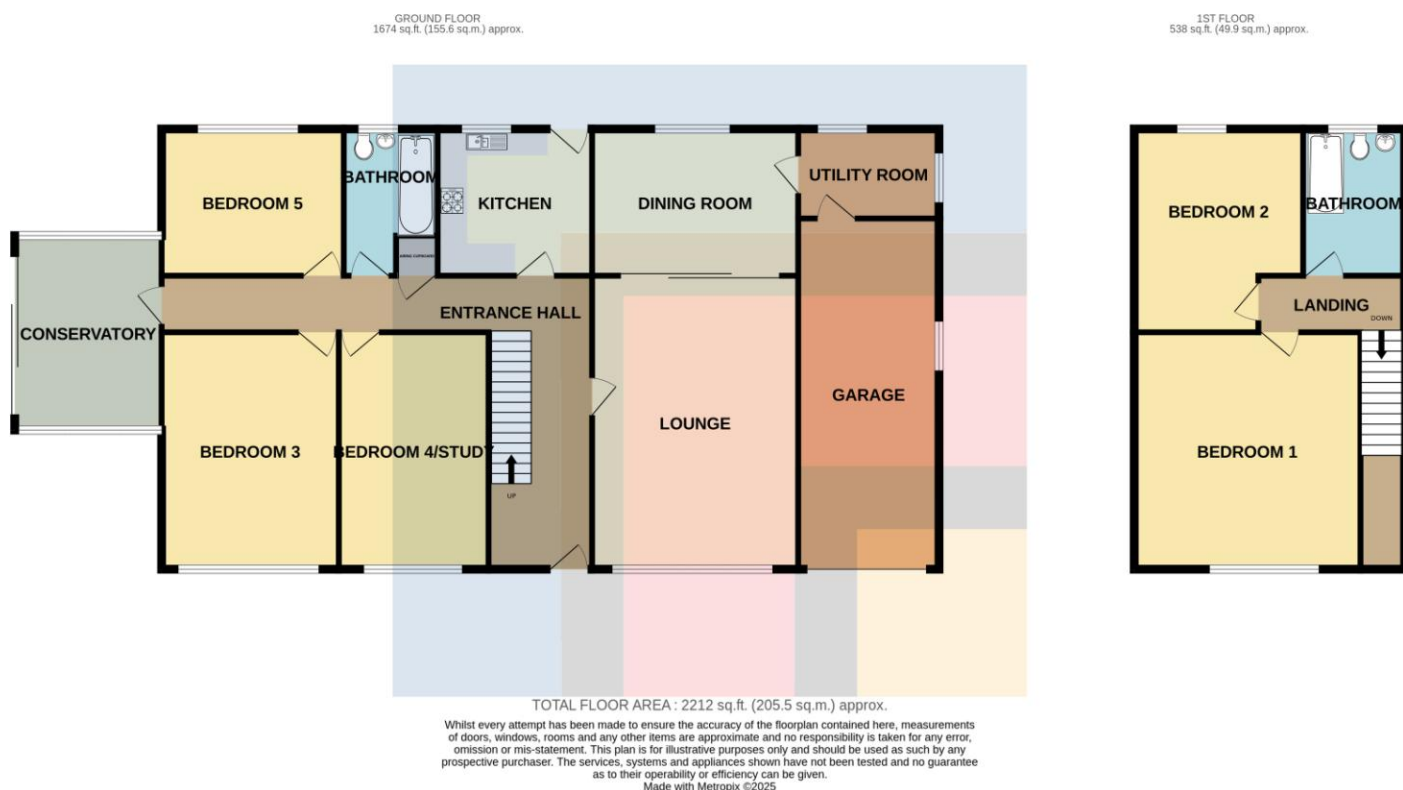 GROUND FLOOR
1674 sq.ft. (155.6 sq.m.) approx.
1ST FLOOR
538 sq.ft. (49.9 sq.m.) approx.
BEDROOM 5
BATHROOM
KITCHEN
DINING ROOM
UTILITY ROOM
AIRING CUPBOARD
CONSERVATORY
ENTRANCE HALL
BEDROOM 3
BEDROOM 4/STUDY
UP
LOUNGE
GARAGE
BEDROOM 2
BATHROOM
LANDING
DOWN
BEDROOM 1
TOTAL FLOOR AREA : 2212 sq.ft. (205.5 sq.m.) approx.
Whilst every attempt has been made to ensure the accuracy of the floorplan contained here, measurements
of doors, windows, rooms and any other items are approximate and no responsibility is taken for any error,
omission or mis-statement. This plan is for illustrative purposes only and should be used as such by any
prospective purchaser. The services, systems and appliances shown have not been tested and no guarantee
as to their operability or efficiency can be given.
Made with Metropix ©2025